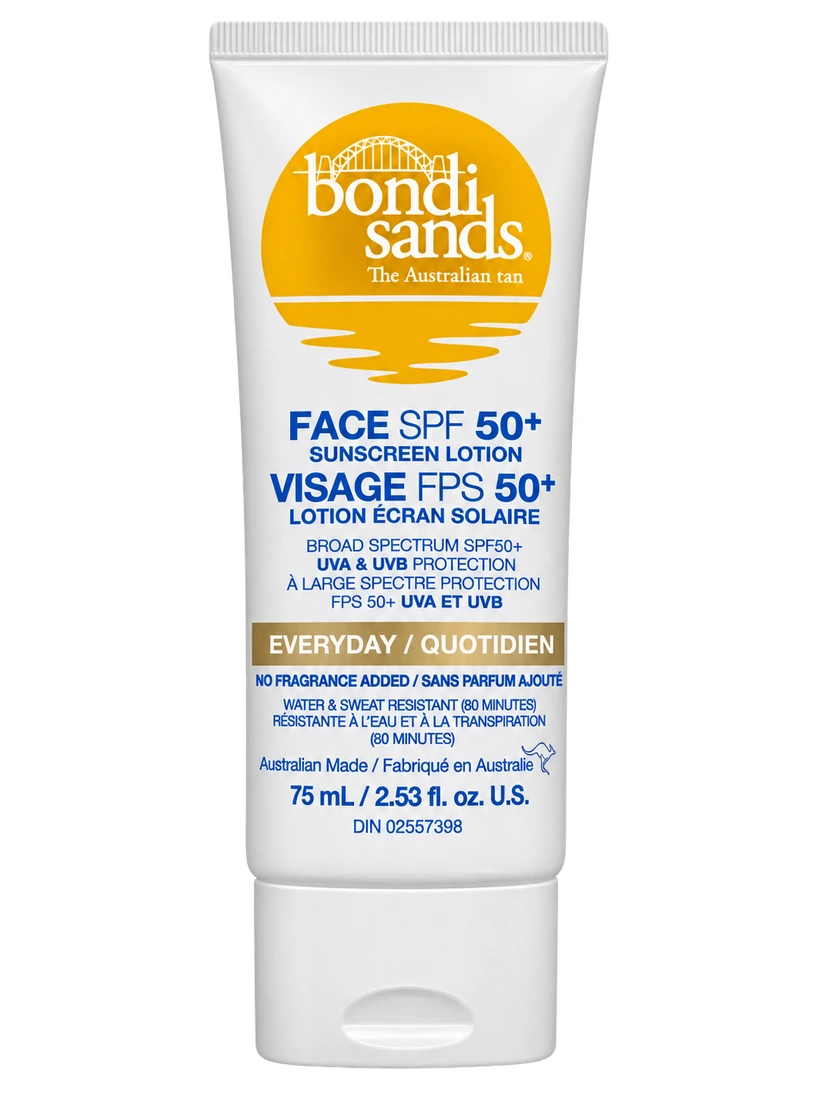 bondi
sands®
The Australian tan
FACE SPF 50+
SUNSCREEN LOTION
VISAGE FPS 50+
LOTION ÉCRAN SOLAIRE
BROAD SPECTRUM SPF50+
UVA & UVB PROTECTION
À LARGE SPECTRE PROTECTION
FPS 50+ UVA ET UVB
EVERYDAY / QUOTIDIEN
NO FRAGRANCE ADDED / SANS PARFUM AJOUTÉ
WATER & SWEAT RESISTANT (80 MINUTES)
RÉSISTANTE À L'EAU ET À LA TRANSPIRATION
(80 MINUTES)
Australian Made / Fabriqué en Australie
75 mL / 2.53 fl. oz. U.S.
DIN 02557398